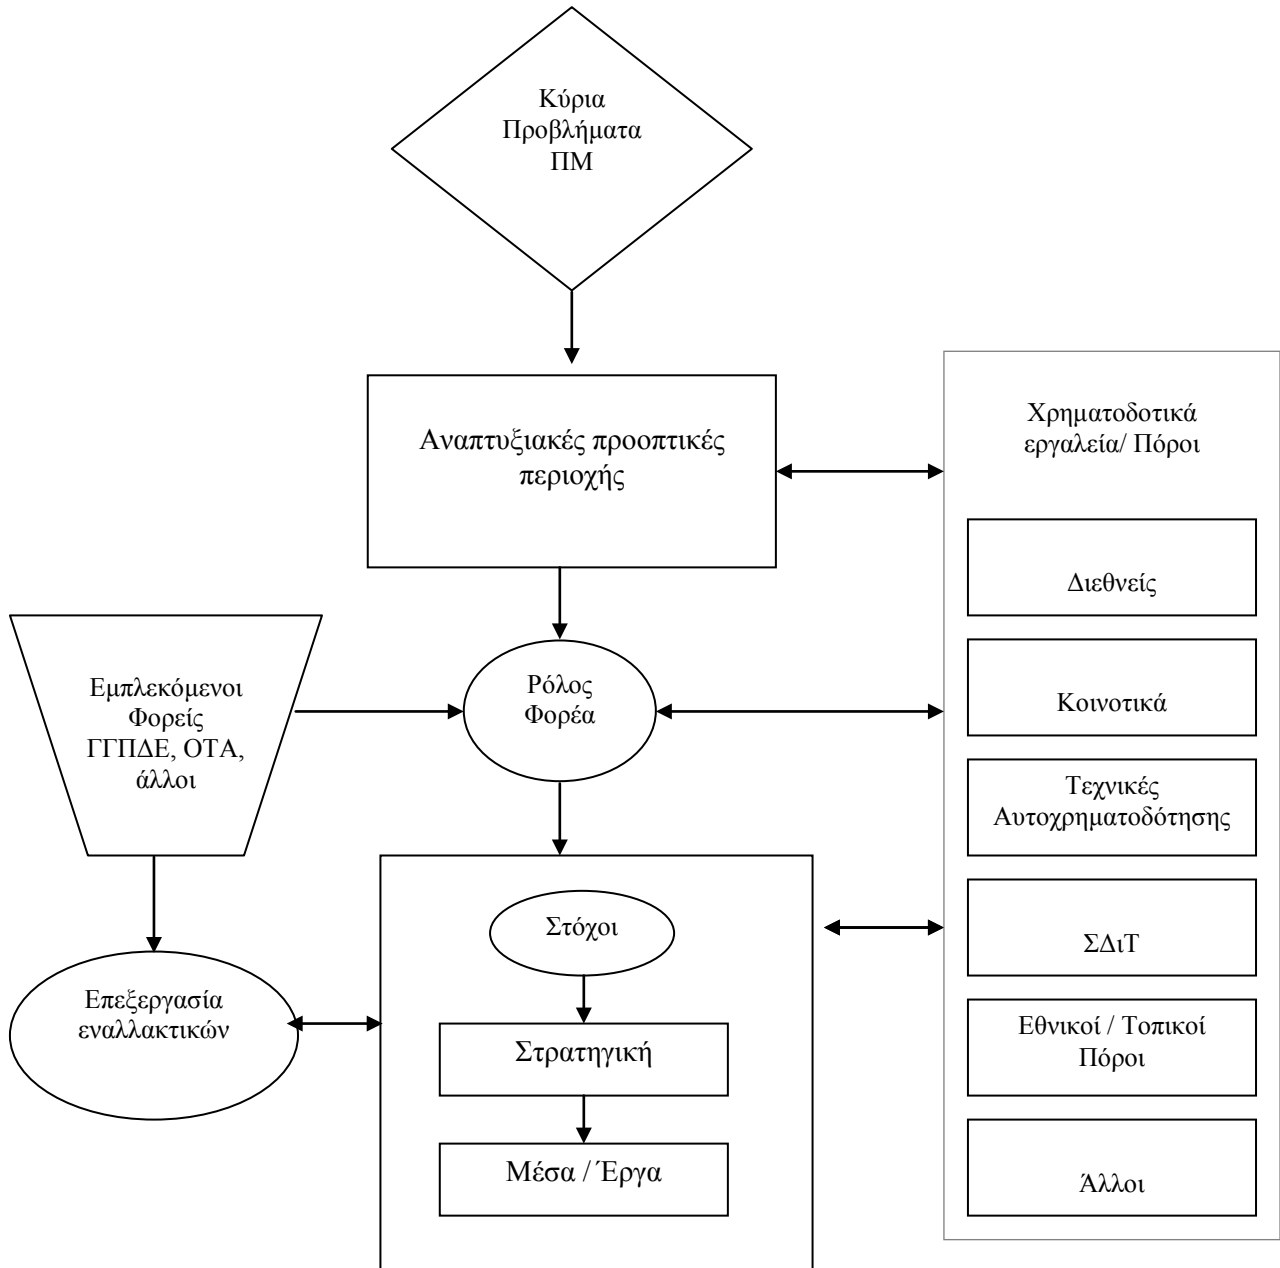 Κύρια
Προβλήματα
ΠΜ
Αναπτυξιακές προοπτικές
περιοχής
Χρηματοδοτικά
εργαλεία/ Πόροι
Διεθνείς
Κοινοτικά
Τεχνικές
Αυτοχρηματοδότησης
ΣΔιΤ
Εθνικοί / Τοπικοί
Πόροι
Άλλοι
Εμπλεκόμενοι
Φορείς
ΓΓΠΔΕ, ΟΤΑ,
άλλοι
Ρόλος
Φορέα
Επεξεργασία
εναλλακτικών
Στόχοι
Στρατηγική
Μέσα / Έργα